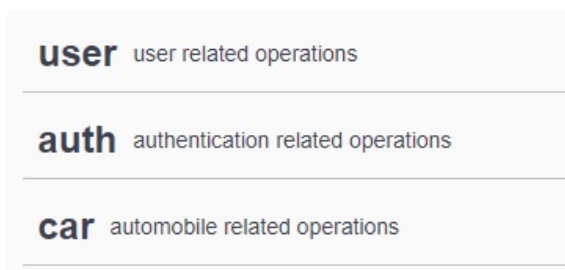 user user related operations
auth authentication related operations
car automobile related operations